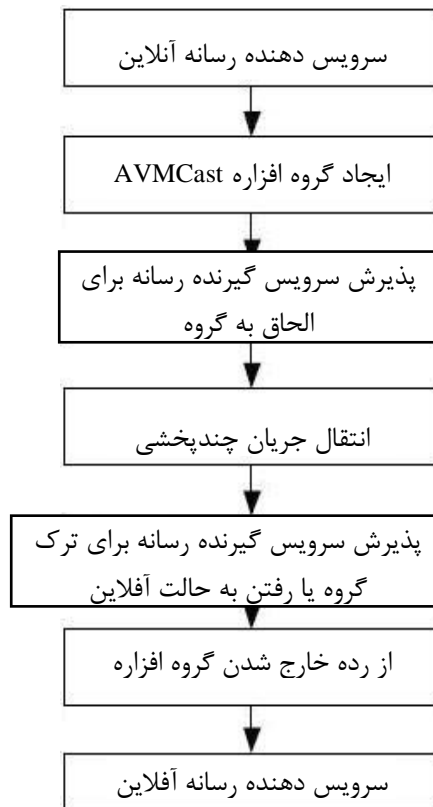 سرویس دهنده رسانه آنلاین
ایجاد گروه افزاره AVMCast
پذیرش سرویس گیرنده رسانه برای
الحاق به گروه
انتقال جریان چندپخشی
پذیرش سرویس گیرنده رسانه برای ترک
گروه یا رفتن به حالت آفلاین
از رده خارج شدن گروه افزاره
سرویس دهنده رسانه آفلاین